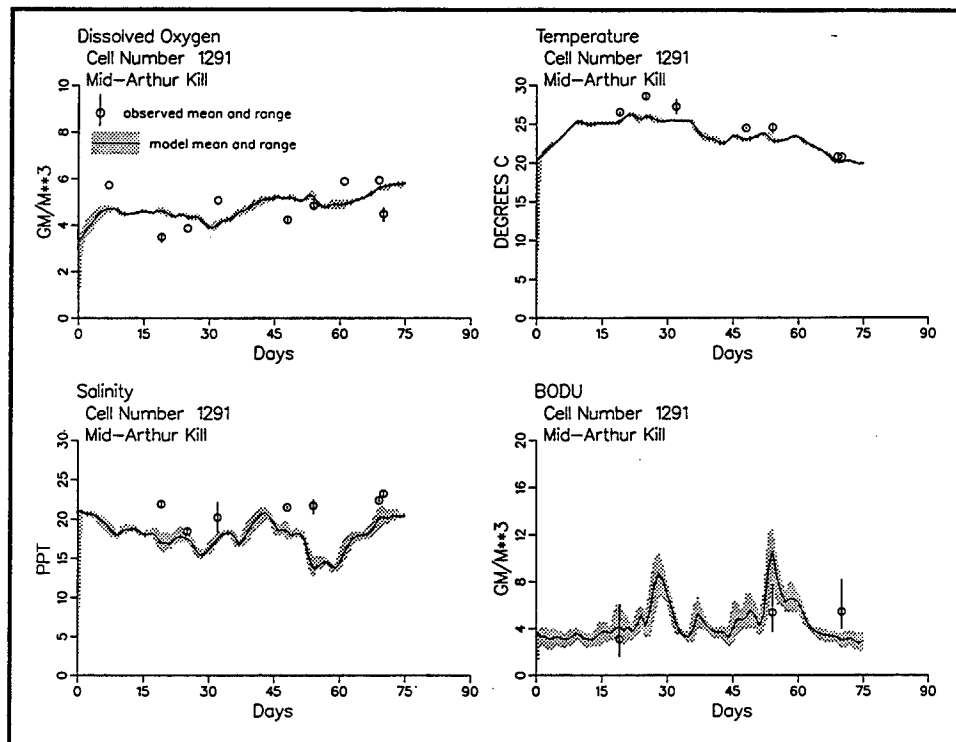 Dissolved Oxygen
Cell Number 1291
Mid-Arthur Kill
observed mean and range
model mean and range
GM/M**3
10
8
6
4
2
0
0 15 30 45 60 75 90
Days
Temperature
Cell Number 1291
Mid-Arthur Kill
DEGREES C
30
25
20
15
10
5
0
0 15 30 45 60 75 90
Days
Salinity
Cell Number 1291
Mid-Arthur Kill
PPT
30
25
20
15
10
5
0
0 15 30 45 60 75 90
Days
BODU
Cell Number 1291
Mid-Arthur Kill
GM/M**3
20
16
12
8
4
0
0 15 30 45 60 75 90
Days